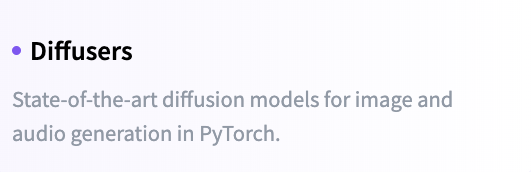 Diffusers
State-of-the-art diffusion models for image and
audio generation in PyTorch.